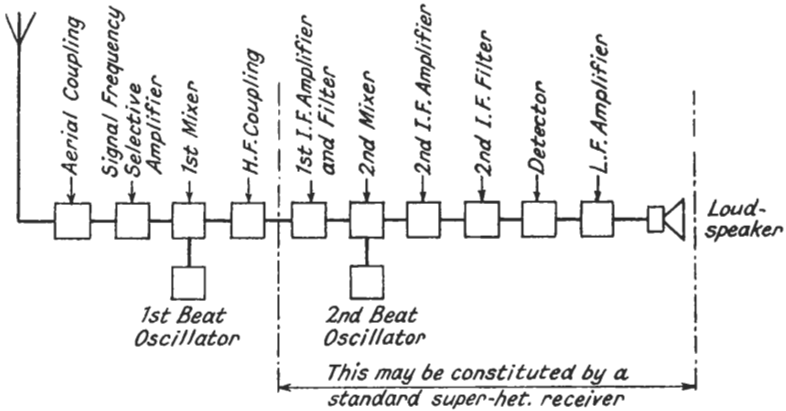 Aerial Coupling
Signal Frequency
Selective
Amplifier
1st Mixer
H.F. Coupling
1st I.F. Amplifier
and Filter
2nd Mixer
2nd I.F. Amplifier
2nd I.F. Filter
Detector
L.F. Amplifier
Loud-
speaker
1st Beat
Oscillator
2nd Beat
Oscillator
This may be constituted by a
standard super-het. receiver